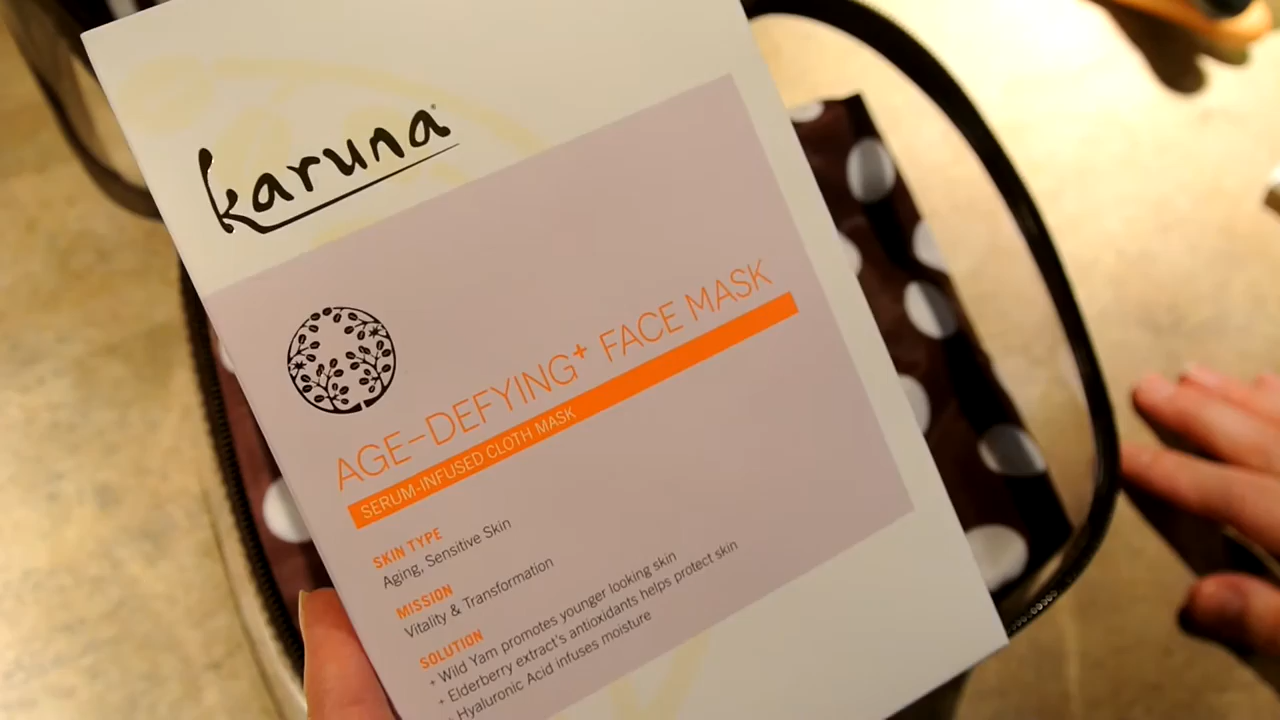 karuna®
AGE-DEFYING+ FACE MASK
SERUM-INFUSED CLOTH MASK
SKIN TYPE
Aging, Sensitive Skin
MISSION
Vitality & Transformation
SOLUTION
+ Wild Yam promotes younger looking skin
+ Elderberry extract's antioxidants helps protect skin
+ Hyaluronic Acid infuses moisture